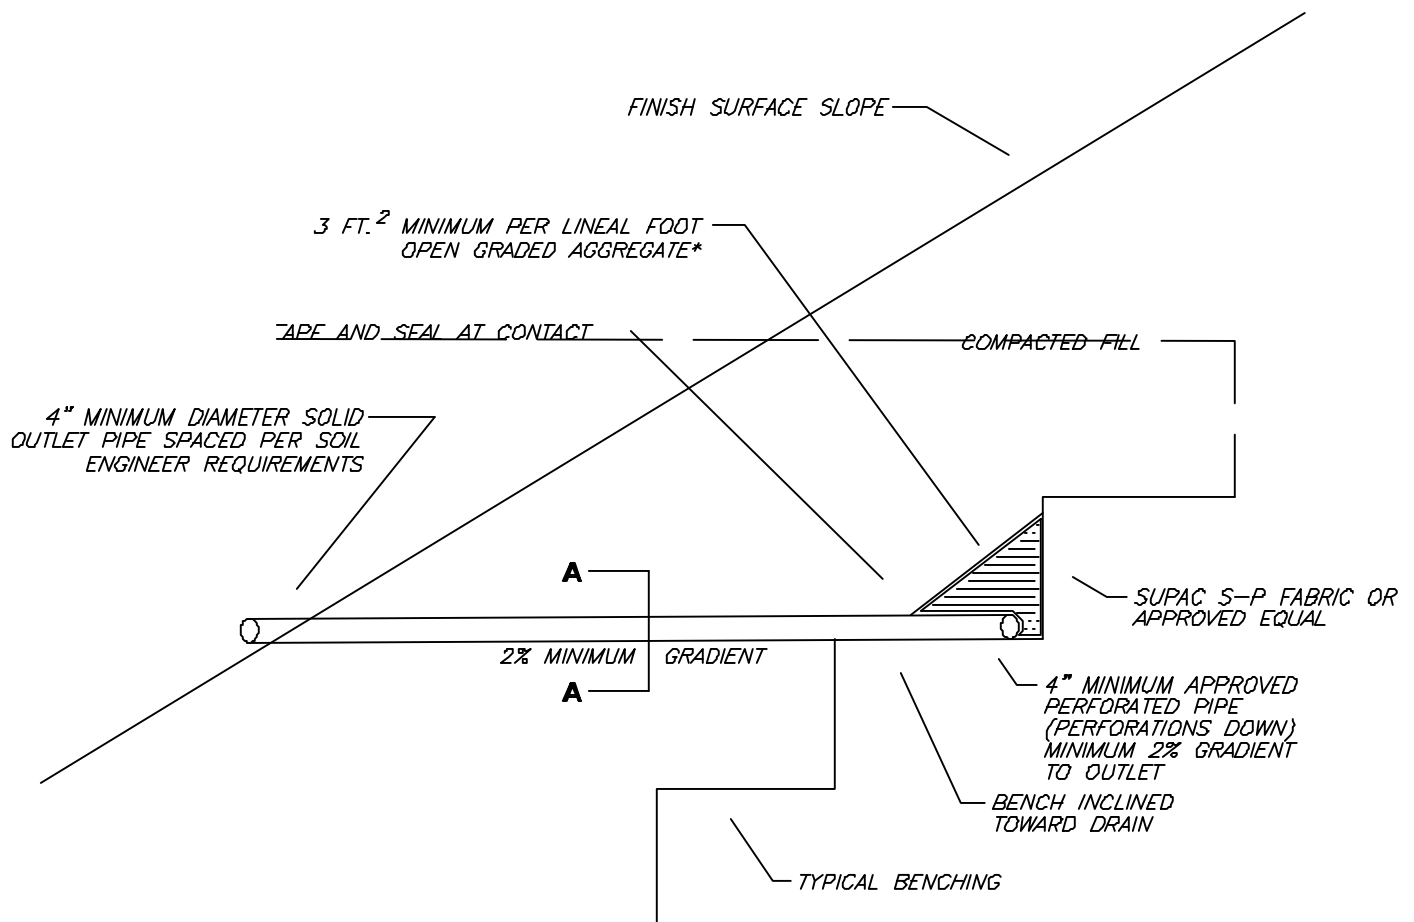 FINISH SURFACE SLOPE
3 FT.² MINIMUM PER LINEAL FOOT
OPEN GRADED AGGREGATE*
TAPE AND SEAL AT CONTACT
COMPACTED FILL
4" MINIMUM DIAMETER SOLID
OUTLET PIPE SPACED PER SOIL
ENGINEER REQUIREMENTS
A
SUPAC S-P FABRIC OR
APPROVED EQUAL
2% MINIMUM GRADIENT
A
4" MINIMUM APPROVED
PERFORATED PIPE
(PERFORATIONS DOWN)
MINIMUM 2% GRADIENT
TO OUTLET
BENCH INCLINED
TOWARD DRAIN
TYPICAL BENCHING